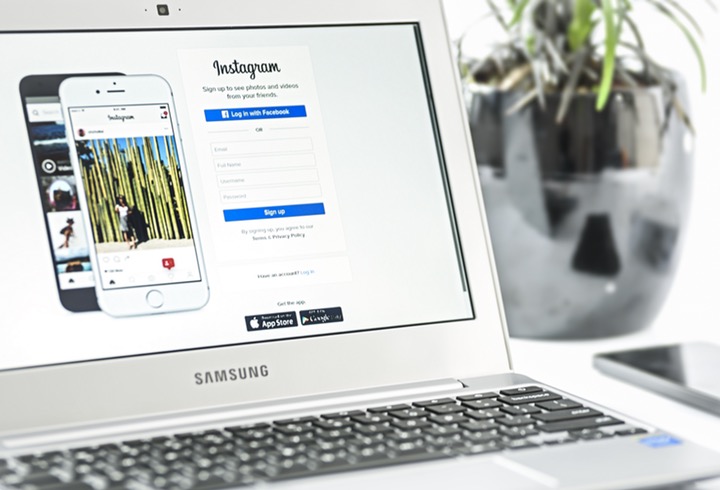 Instagram
Sign up to see photos and videos
from your friends.
Log in with Facebook
OR
Email
Full Name
Username
Password
Sign up
By signing up, you agree to our
Terms & Privacy Policy
Have an account? Log in
Get the app.
App Store
Google
Instagram
Search
SAMSUNG
backspace